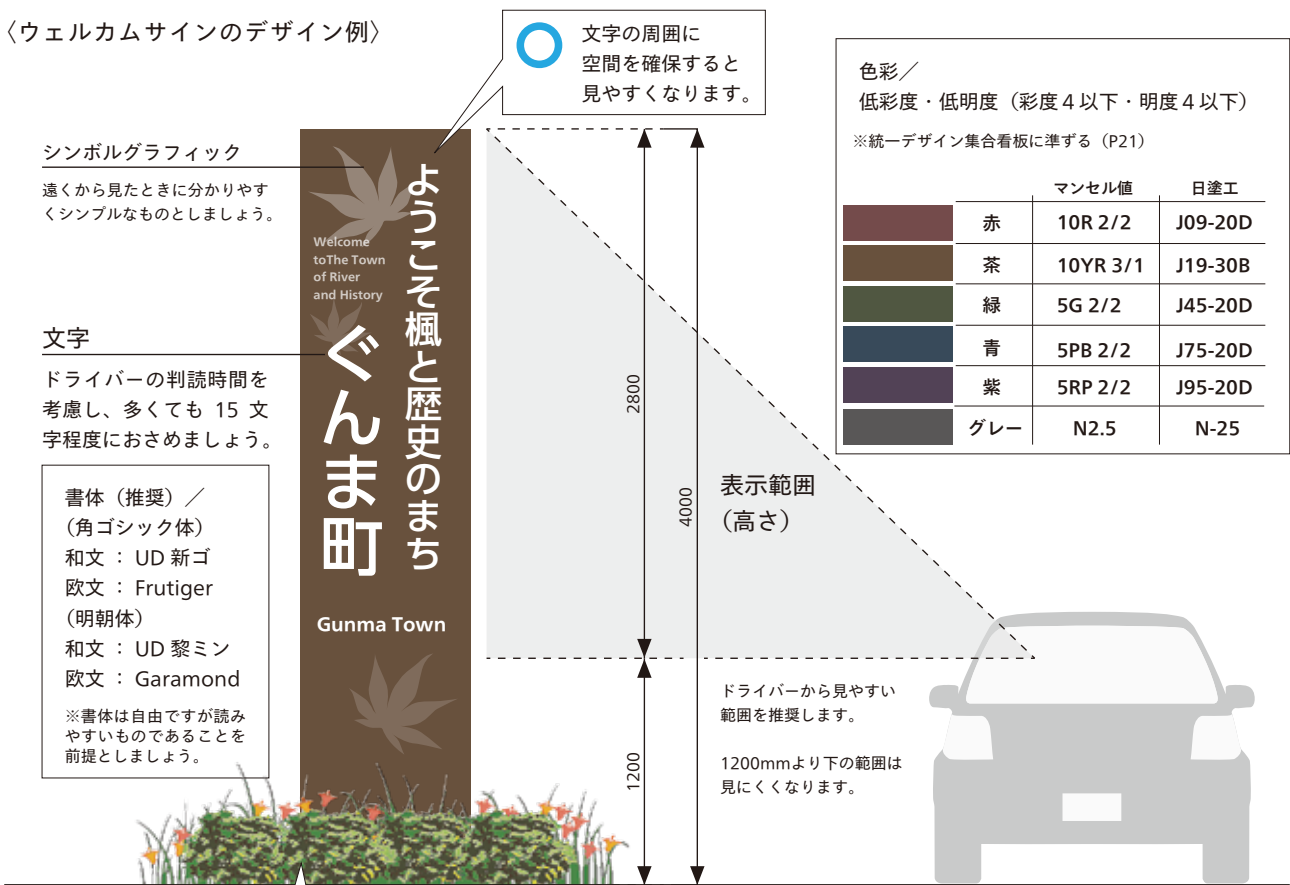 〈ウェルカムサインのデザイン例〉
文字の周囲に
空間を確保すると
見やすくなります。
シンボルグラフィック
遠くから見たときに分かりやす
くシンプルなものとしましょう。
文字
ドライバーの判読時間を
考慮し、多くても 15 文
字程度におさめましょう。
書体（推奨）／
（角ゴシック体）
和文 ： UD 新ゴ
欧文 ： Frutiger
（明朝体）
和文 ： UD 黎ミン
欧文 ： Garamond
※書体は自由ですが読み
やすいものであることを
前提としましょう。
ようこそ楓と歴史のまち
Welcome
toThe Town
of River
and History
ぐんま町
Gunma Town
2800
4000
1200
表示範囲
（高さ）
ドライバーから見やすい
範囲を推奨します。
1200mmより下の範囲は
見にくくなります。
色彩／
低彩度・低明度（彩度４以下・明度４以下）
※統一デザイン集合看板に準ずる（P21）
マンセル値 日塗工
赤 10R 2/2 J09-20D
茶 10YR 3/1 J19-30B
緑 5G 2/2 J45-20D
青 5PB 2/2 J75-20D
紫 5RP 2/2 J95-20D
グレー N2.5 N-25